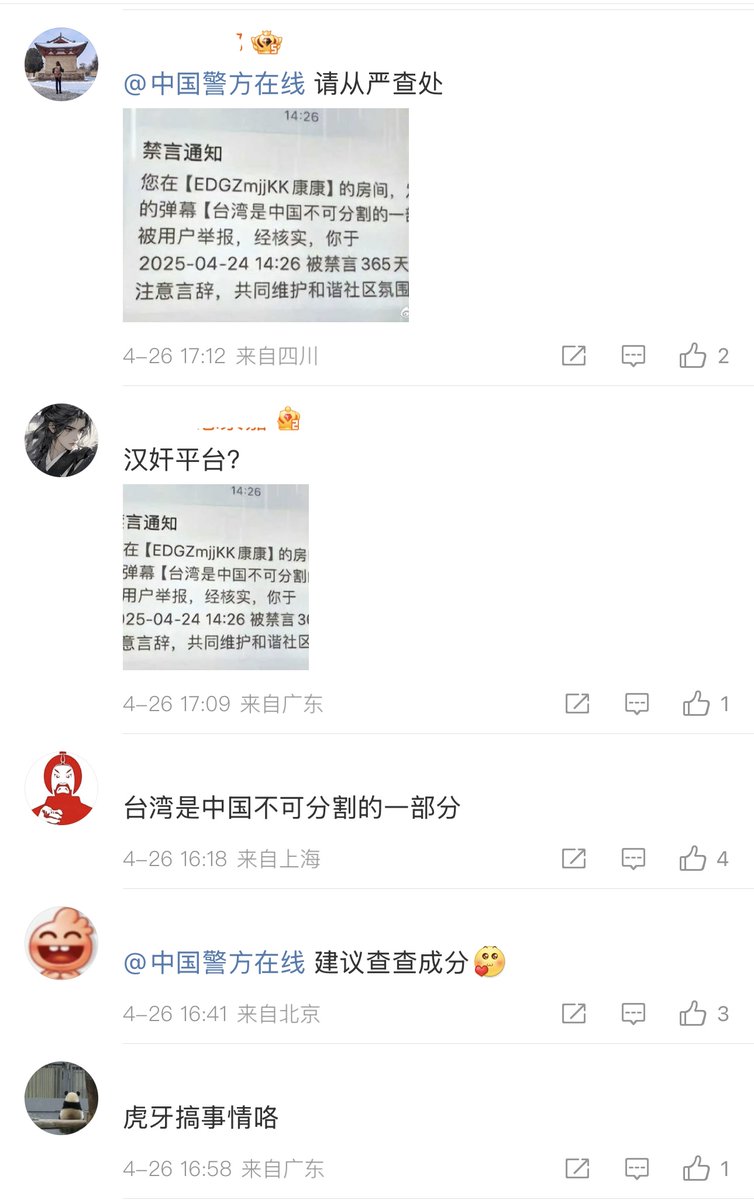 @中国警方在线 请从严查处
14:26
禁言通知
您在【EDGZmjjKK康康】的房间,
的弹幕【台湾是中国不可分割的一
被用户举报，经核实，你于
2025-04-24 14:26 被禁言365天
注意言辞，共同维护和谐社区氛围
4-26 17:12 来自四川
2
汉奸平台?
14:26
言通知
在【EDGZmjjKK康康】的房
弹幕【台湾是中国不可分割
用户举报，经核实，你于
25-04-24 14:26 被禁言3
意言辞，共同维护和谐社区
4-26 17:09 来自广东
1
台湾是中国不可分割的一部分
4-26 16:18 来自上海
4
@中国警方在线 建议查查成分
4-26 16:41 来自北京
3
虎牙搞事情咯
4-26 16:58 来自广东
1